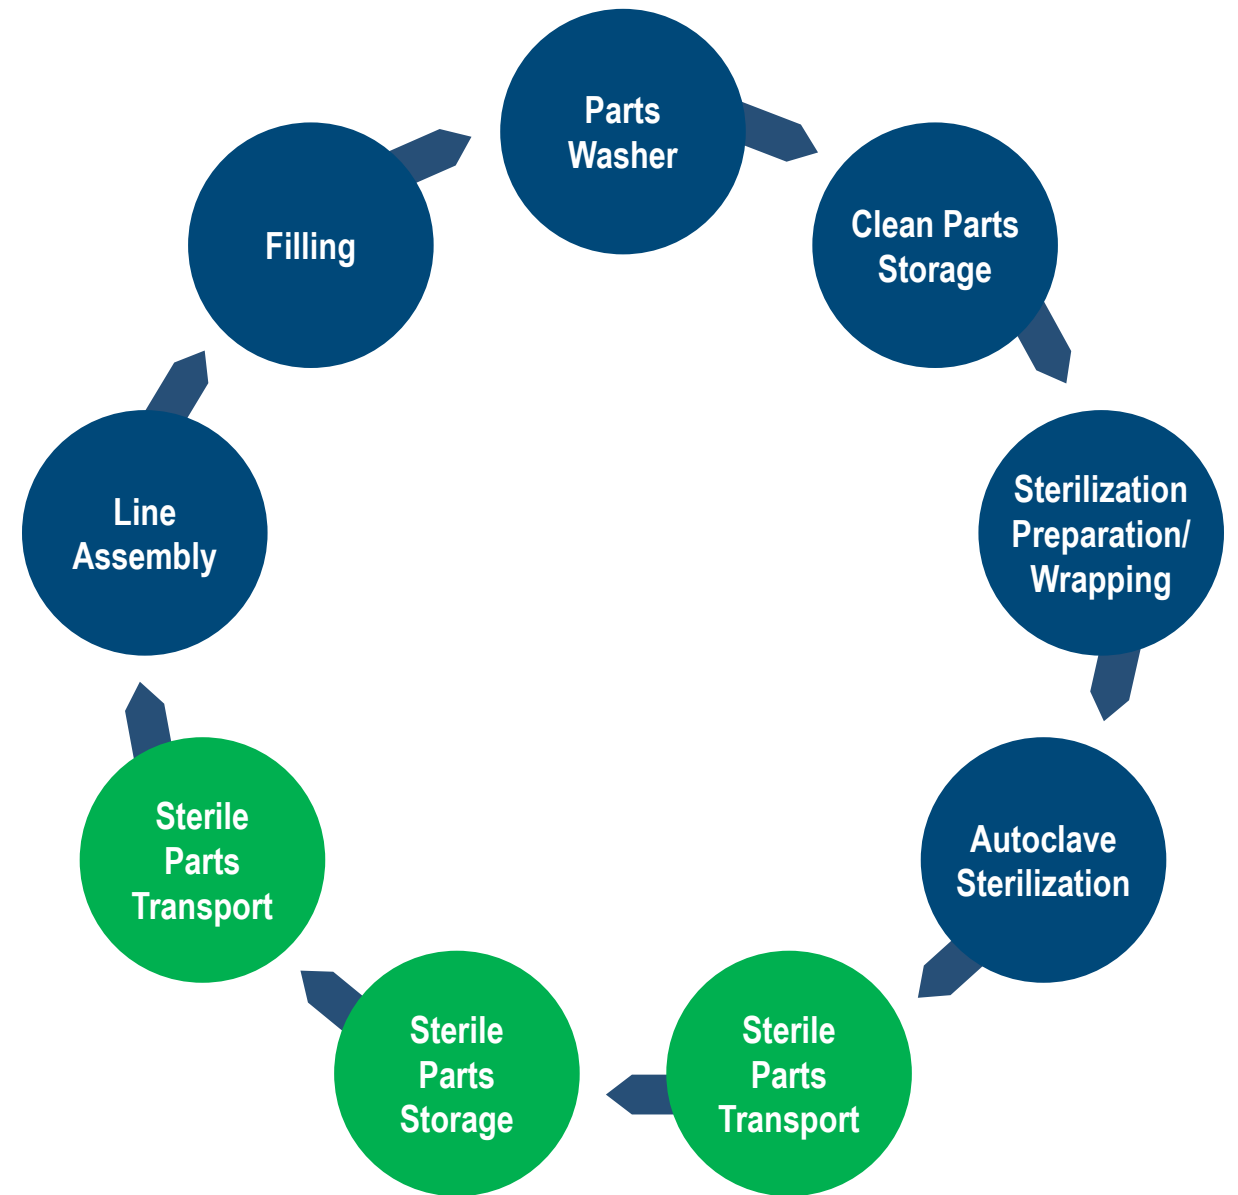 Parts
Washer
Clean Parts
Storage
Sterilization
Preparation/
Wrapping
Autoclave
Sterilization
Sterile
Parts
Transport
Sterile
Parts
Storage
Sterile
Parts
Transport
Line
Assembly
Filling